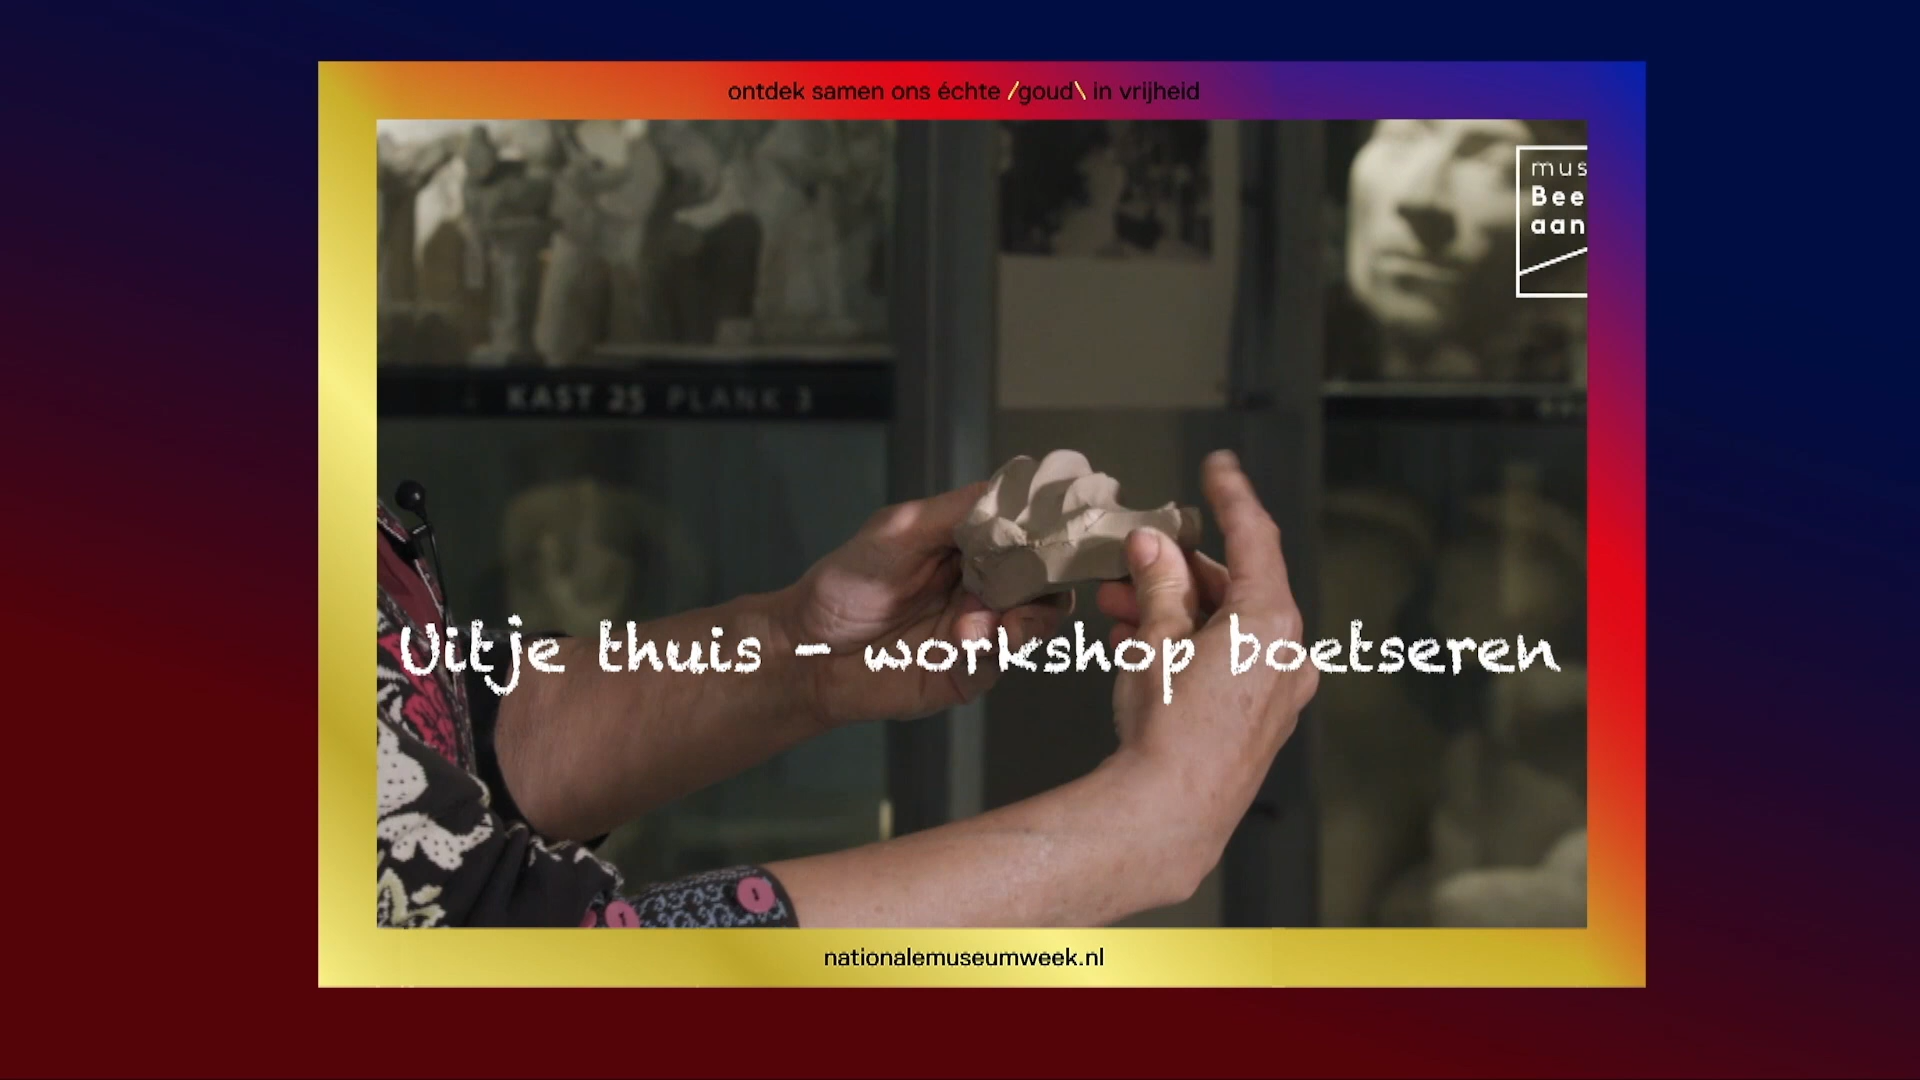 ontdek samen ons échte /goud\ in vrijheid
mus
Bee
aan
KAST 25 PLANK 3
Uitje thuis - workshop boetseren
nationalemuseumweek.nl